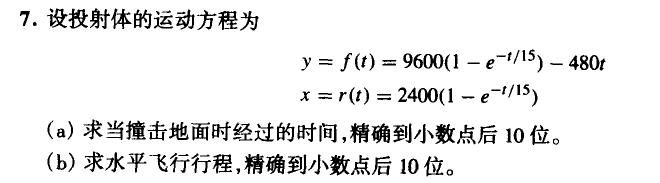 7. 设投射体的运动方程为
y = f(t) = 9600(1 − e^{−t/15}) − 480t
x = r(t) = 2400(1 − e^{−t/15})
(a) 求当撞击地面时经过的时间,精确到小数点后 10 位。
(b) 求水平飞行行程,精确到小数点后 10 位。